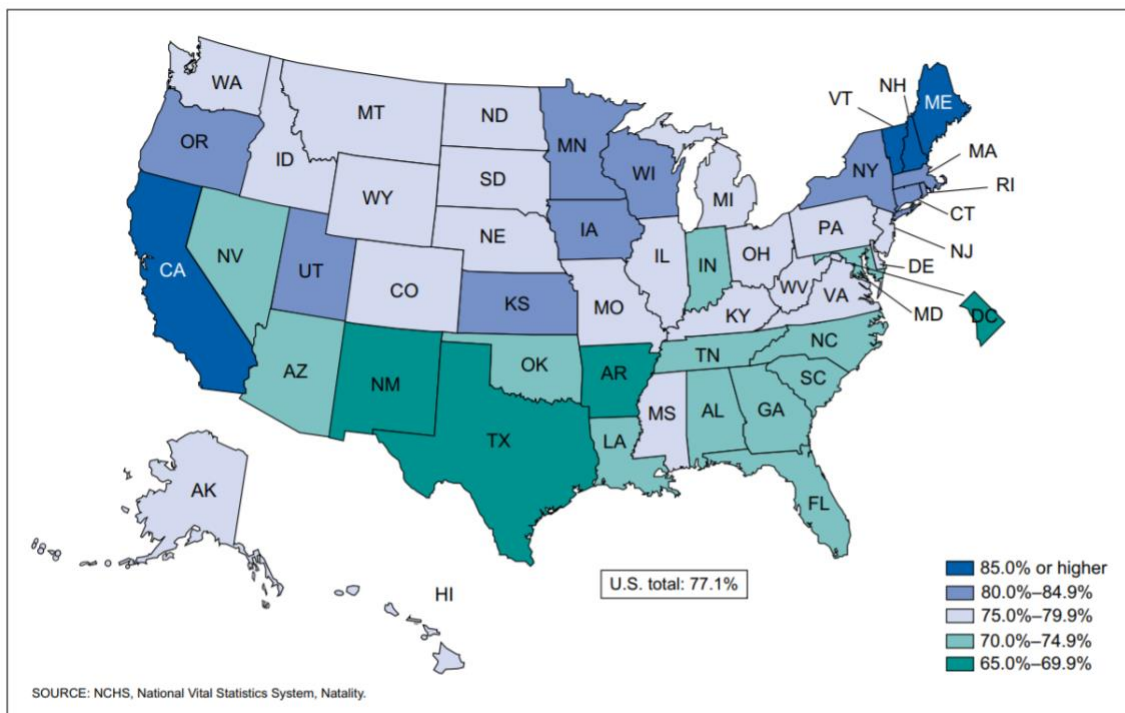 WA
MT
ND
MN
VT
NH
ME
OR
ID
SD
WI
NY
MA
WY
MI
RI
CT
NE
IA
PA
NJ
NV
UT
CO
IL
IN
OH
DE
CA
KS
MO
WV
VA
MD
KY
DC
AZ
NM
OK
AR
TN
NC
SC
TX
LA
MS
AL
GA
FL
AK
HI
U.S. total: 77.1%
85.0% or higher
80.0%–84.9%
75.0%–79.9%
70.0%–74.9%
65.0%–69.9%
SOURCE: NCHS, National Vital Statistics System, Natality.